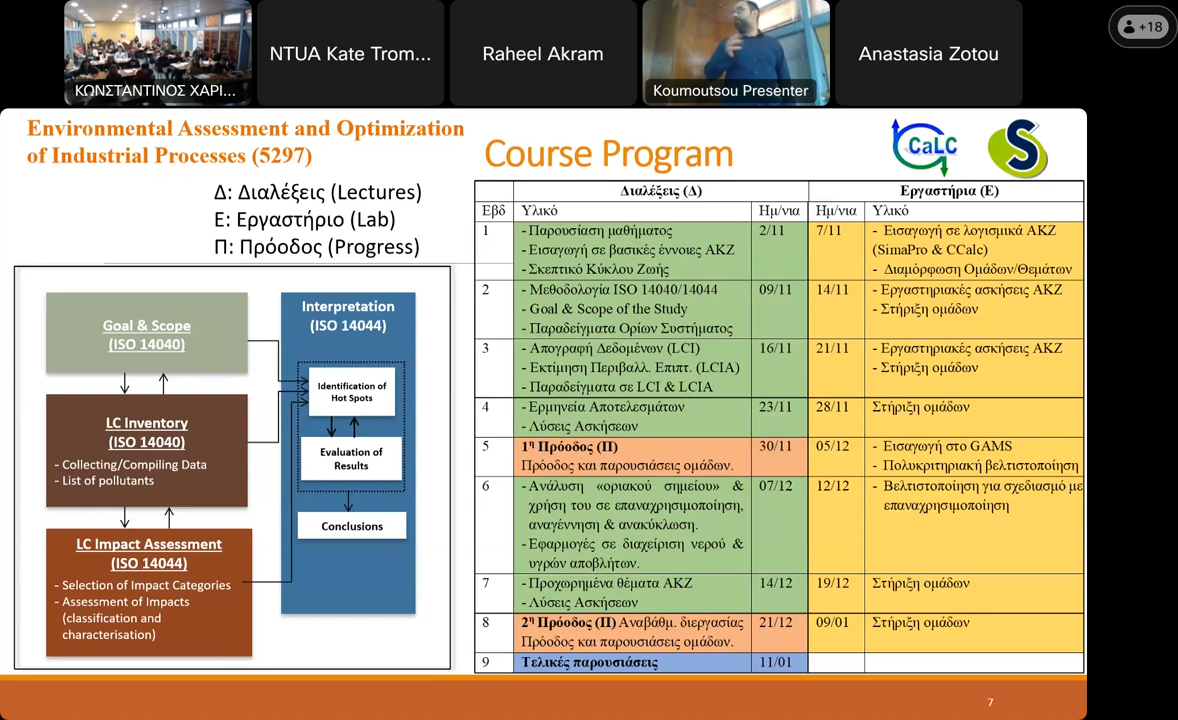 ΚΩΝΣΤΑΝΤΙΝΟΣ ΧΑΡΙ...
NTUA Kate Trom...
Raheel Akram
Koumoutsou Presenter
Anastasia Zotou
+18
Environmental Assessment and Optimization
of Industrial Processes (5297)
Δ: Διαλέξεις (Lectures)
Ε: Εργαστήριο (Lab)
Π: Πρόοδος (Progress)
Goal & Scope
(ISO 14040)
LC Inventory
(ISO 14040)
- Collecting/Compiling Data
- List of pollutants
LC Impact Assessment
(ISO 14044)
- Selection of Impact Categories
- Assessment of Impacts
(classification and
characterisation)
Interpretation
(ISO 14044)
Identification of
Hot Spots
Evaluation of
Results
Conclusions
Course Program
CaLC
S
Διαλέξεις (Δ) Εργαστήρια (Ε)
Εβδ Υλικό Ημ/νια Ημ/νια Υλικό
1 - Παρουσίαση μαθήματος 2/11 7/11 - Εισαγωγή σε λογισμικά ΑΚΖ
- Εισαγωγή σε βασικές έννοιες ΑΚΖ (SimaPro & CCalc)
- Σκεπτικό Κύκλου Ζωής - Διαμόρφωση Ομάδων/Θεμάτων
2 - Μεθοδολογία ISO 14040/14044 09/11 14/11 - Εργαστηριακές ασκήσεις ΑΚΖ
- Goal & Scope of the Study - Στήριξη ομάδων
- Παραδείγματα Ορίων Συστήματος
3 - Απογραφή Δεδομένων (LCI) 16/11 21/11 - Εργαστηριακές ασκήσεις ΑΚΖ
- Εκτίμηση Περιβαλλ. Επιπτ. (LCIA) - Στήριξη ομάδων
- Παραδείγματα σε LCI & LCIA
4 - Ερμηνεία Αποτελεσμάτων 23/11 28/11 Στήριξη ομάδων
- Λύσεις Ασκήσεων
5 1η Πρόοδος (Π) 30/11 05/12 - Εισαγωγή στο GAMS
Πρόοδος και παρουσιάσεις ομάδων. - Πολυκριτηριακή βελτιστοποίηση
6 - Ανάλυση «οριακού σημείου» & 07/12 12/12 - Βελτιστοποίηση για σχεδιασμό με
χρήση του σε επαναχρησιμοποίηση, επαναχρησιμοποίηση
αναγέννηση & ανακύκλωση.
- Εφαρμογές σε διαχείριση νερού &
υγρών αποβλήτων.
7 - Προχωρημένα θέματα ΑΚΖ 14/12 19/12 Στήριξη ομάδων
- Λύσεις Ασκήσεων
8 2η Πρόοδος (Π) Αναβάθμ. διεργασίας 21/12 09/01 Στήριξη ομάδων
Πρόοδος και παρουσιάσεις ομάδων.
9 Τελικές παρουσιάσεις 11/01
7